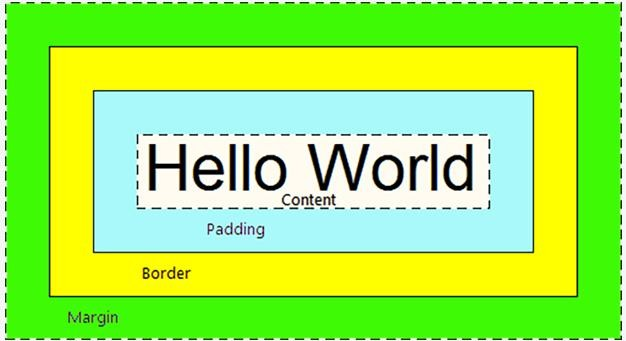 Hello World
Content
Padding
Border
Margin